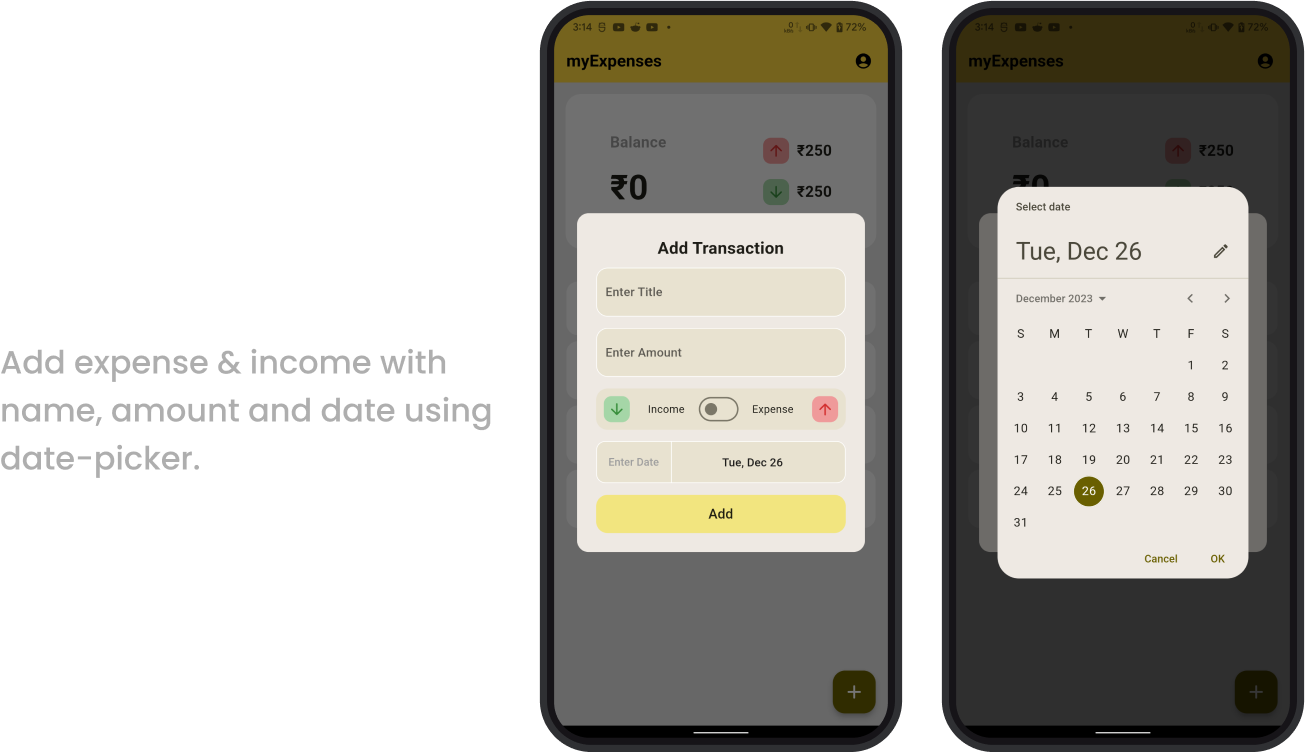 Add expense & income with
name, amount and date using
date-picker.
3:14 72%
myExpenses
Balance
₹250
₹0
₹250
Add Transaction
Enter Title
Enter Amount
Income Expense
Enter Date Tue, Dec 26
Add
3:14 72%
myExpenses
Balance
₹250
₹0
Select date
Tue, Dec 26
December 2023
S M T W T F S
1 2
3 4 5 6 7 8 9
10 11 12 13 14 15 16
17 18 19 20 21 22 23
24 25 26 27 28 29 30
31
Cancel OK